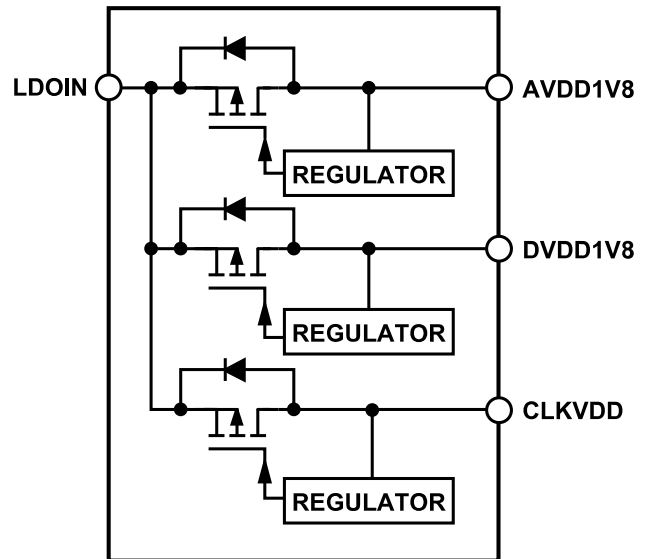 LDOIN
AVDD1V8
REGULATOR
DVDD1V8
REGULATOR
CLKVDD
REGULATOR